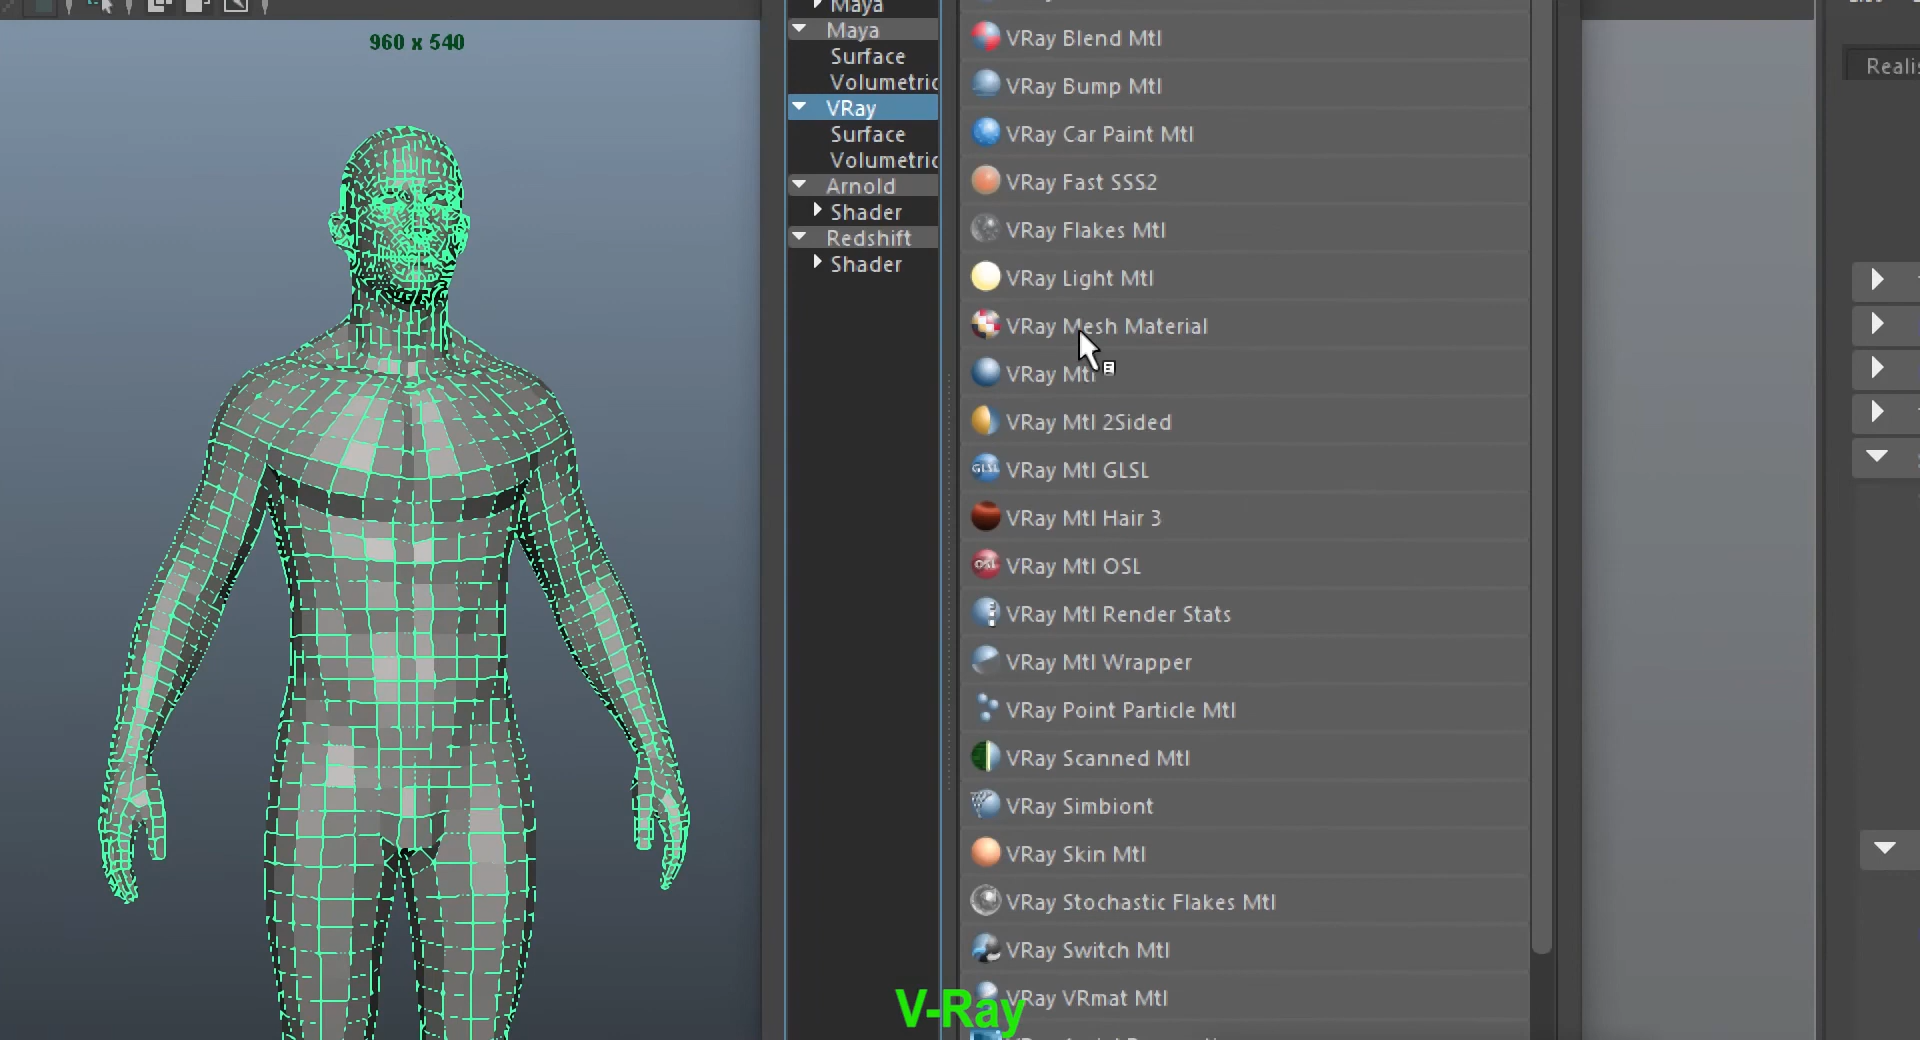 960 x 540
Maya
Maya
Surface
Volumetric
VRay
Surface
Volumetric
Arnold
Shader
Redshift
Shader
VRay Blend Mtl
VRay Bump Mtl
VRay Car Paint Mtl
VRay Fast SSS2
VRay Flakes Mtl
VRay Light Mtl
VRay Mesh Material
VRay Mtl
VRay Mtl 2Sided
VRay Mtl GLSL
VRay Mtl Hair 3
VRay Mtl OSL
VRay Mtl Render Stats
VRay Mtl Wrapper
VRay Point Particle Mtl
VRay Scanned Mtl
VRay Simbiont
VRay Skin Mtl
VRay Stochastic Flakes Mtl
VRay Switch Mtl
VRay VRmat Mtl
V-Ray
Realis